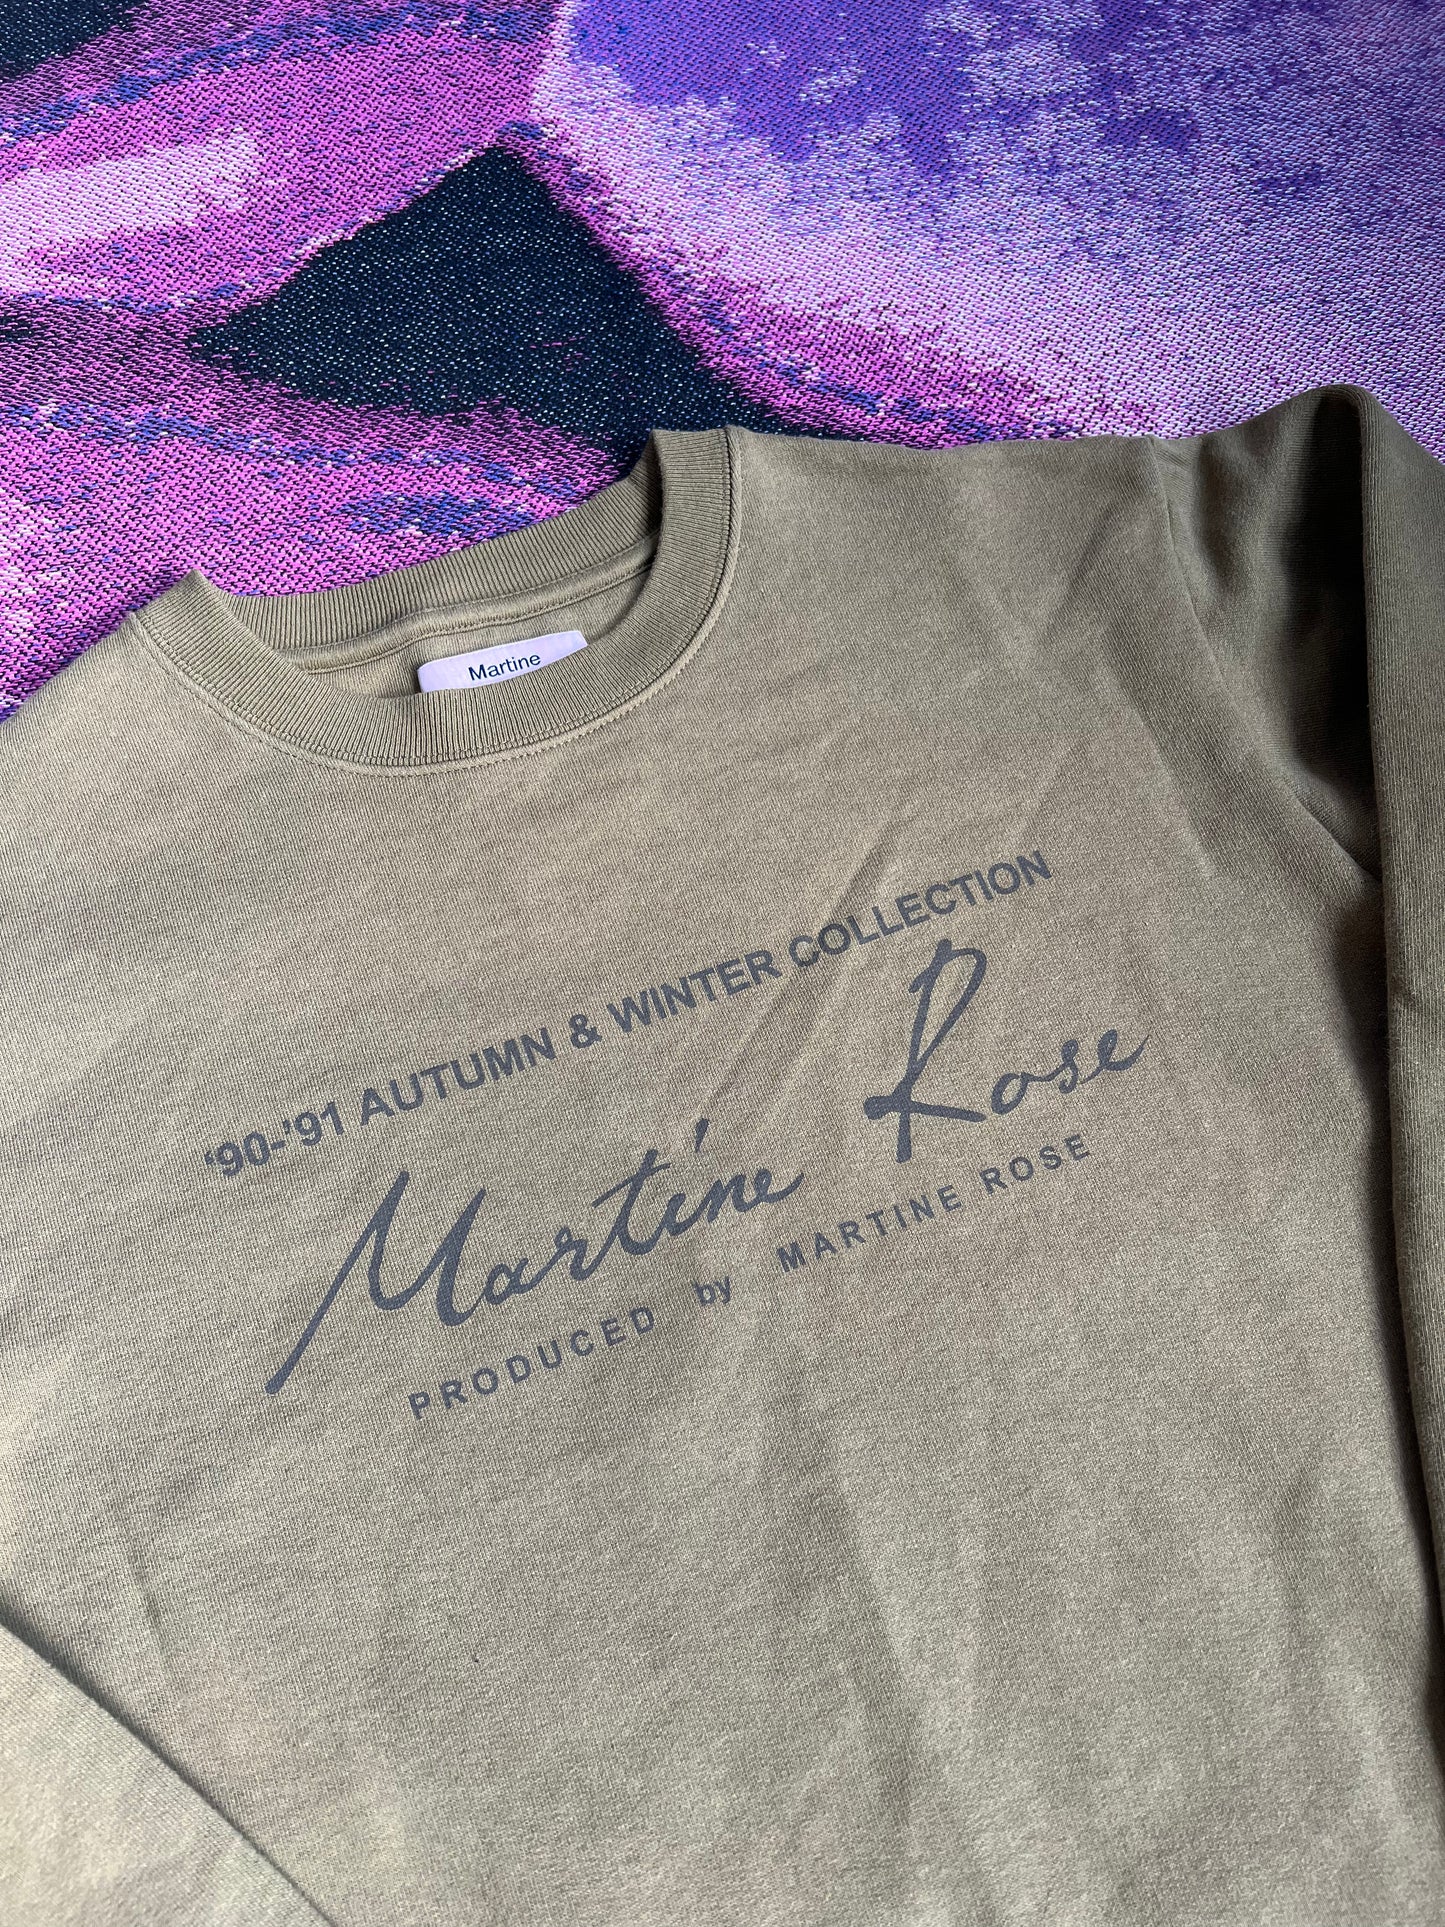 Martine
‘90-’91 AUTUMN & WINTER COLLECTION
Martine Rose
PRODUCED by MARTINE ROSE